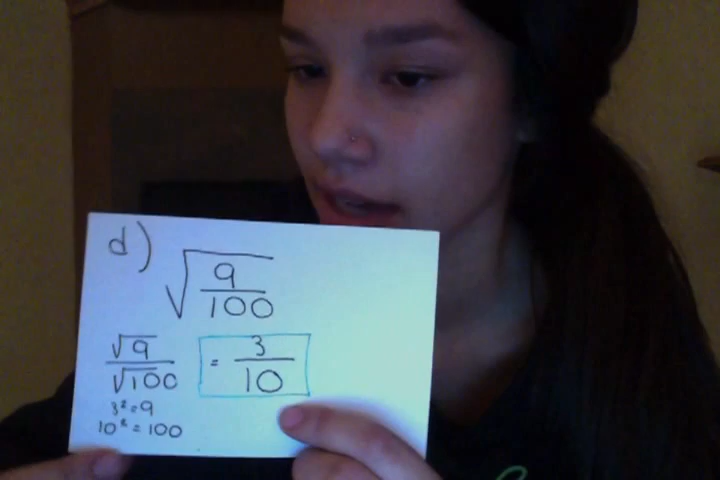 d)
√(9/100)
√9/√100 = 3/10
3² = 9
10² = 100